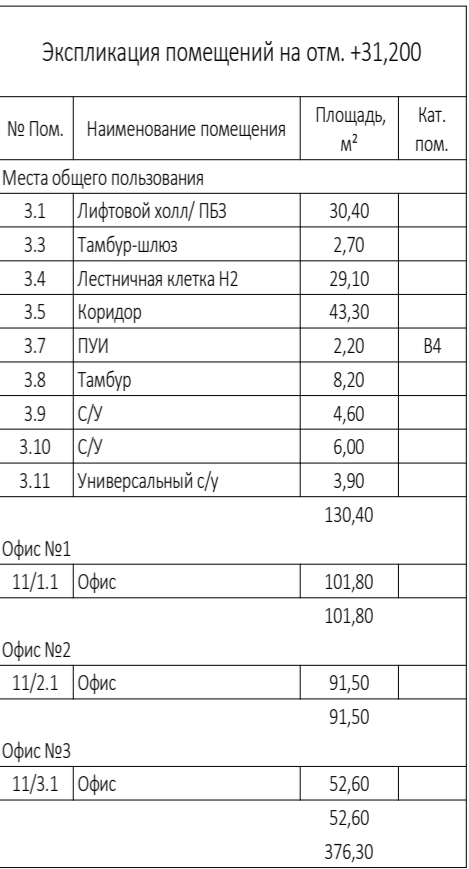 Экспликация помещений на отм. +31,200
№ Пом. Наименование помещения Площадь, м² Кат. пом.
Места общего пользования
3.1 Лифтовой холл/ ПБЗ 30,40
3.3 Тамбур-шлюз 2,70
3.4 Лестничная клетка Н2 29,10
3.5 Коридор 43,30
3.7 ПУИ 2,20 В4
3.8 Тамбур 8,20
3.9 С/У 4,60
3.10 С/У 6,00
3.11 Универсальный с/у 3,90
130,40
Офис №1
11/1.1 Офис 101,80
101,80
Офис №2
11/2.1 Офис 91,50
91,50
Офис №3
11/3.1 Офис 52,60
52,60
376,30